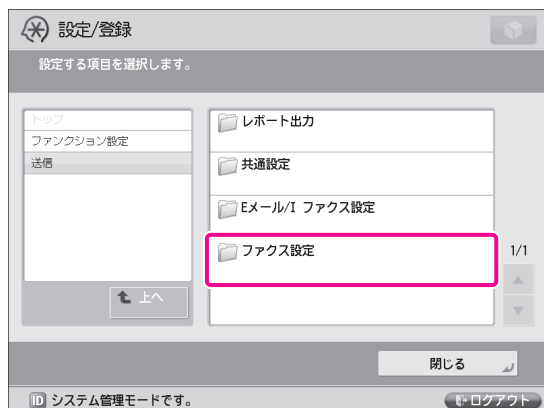 設定/登録
設定する項目を選択します。
トップ
ファンクション設定
送信
上へ
レポート出力
共通設定
Eメール/I ファクス設定
ファクス設定
1/1
閉じる
ID システム管理モードです。
ログアウト